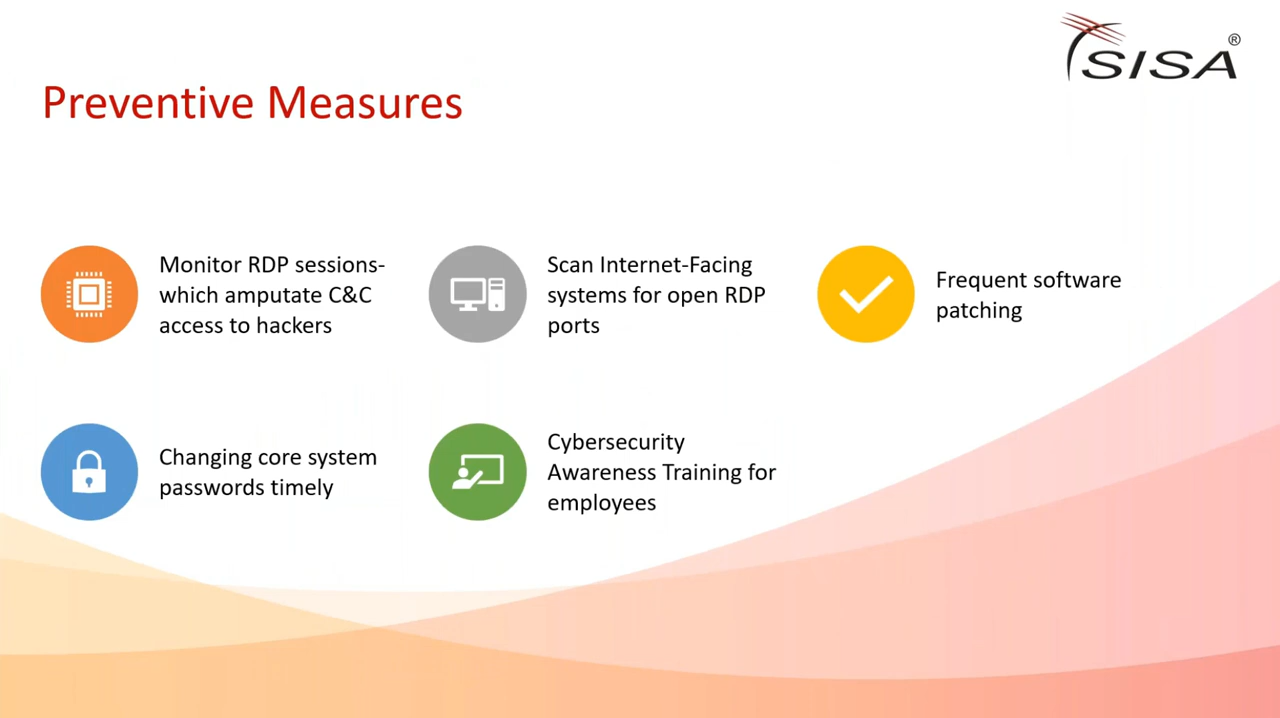 SISA®
Preventive Measures
Monitor RDP sessions-
which amputate C&C
access to hackers
Scan Internet-Facing
systems for open RDP
ports
Frequent software
patching
Changing core system
passwords timely
Cybersecurity
Awareness Training for
employees